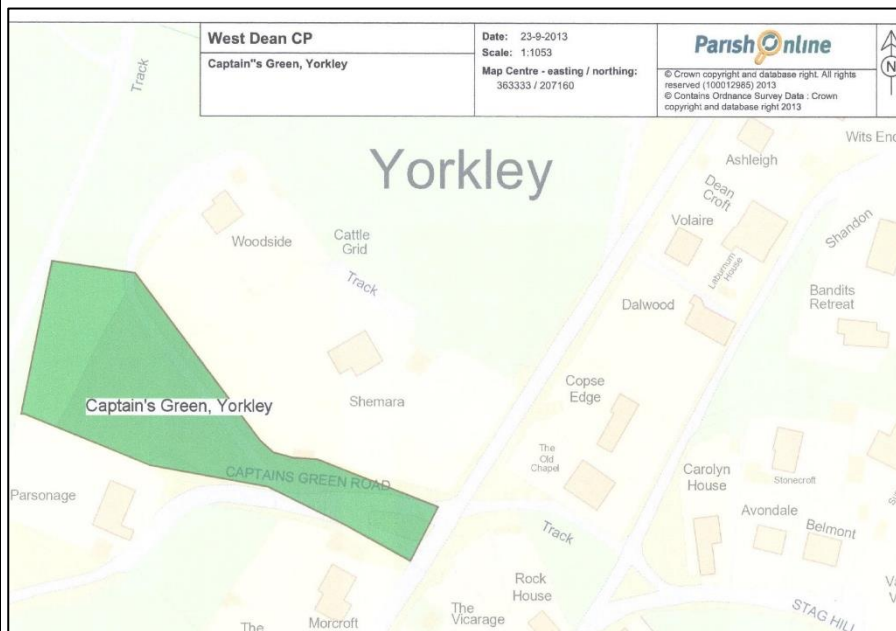 West Dean CP
Captain"s Green, Yorkley
Date: 23-9-2013
Scale: 1:1053
Map Centre - easting / northing:
363333 / 207160
Parish Online
© Crown copyright and database right. All rights
reserved (100012985) 2013
© Contains Ordnance Survey Data : Crown
copyright and database right 2013
N
Track
Yorkley
Wits End
Ashleigh
Dean
Croft
Volaire
Laburnum
House
Shandon
Woodside
Cattle
Grid
Track
Dalwood
Bandits
Retreat
Captain's Green, Yorkley
Shemara
Copse
Edge
The
Old
Chapel
CAPTAINS GREEN ROAD
Carolyn
House
Stonecroft
Parsonage
Avondale
Belmont
Track
Rock
House
The
Vicarage
The
Morcroft
STAG HILL